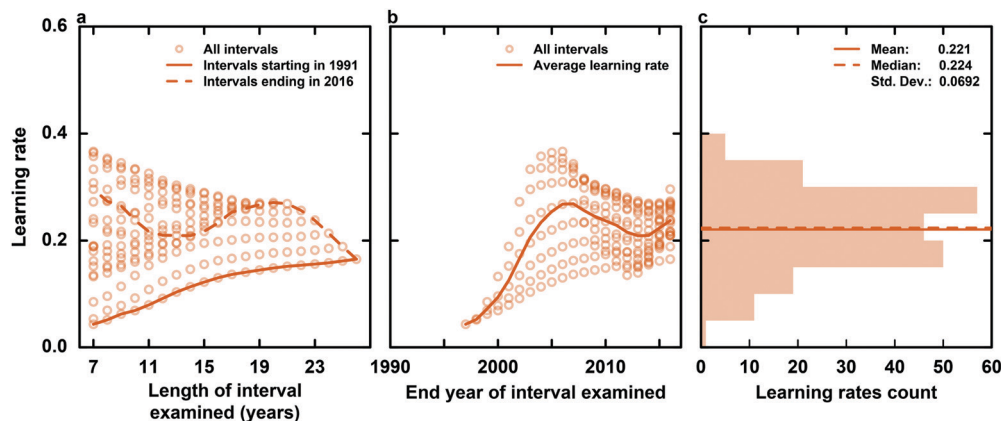 a
b
c
0.6
0.4
0.2
0.0
Learning rate
All intervals
Intervals starting in 1991
Intervals ending in 2016
7 11 15 19 23
Length of interval
examined (years)
All intervals
Average learning rate
1990 2000 2010
End year of interval examined
Mean: 0.221
Median: 0.224
Std. Dev.: 0.0692
0 10 20 30 40 50 60
Learning rates count